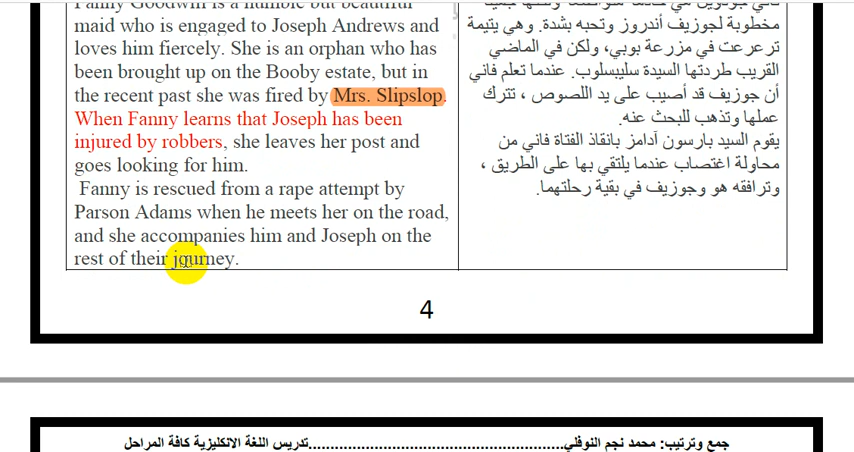 Fanny Goodwin is a humble but beautiful
maid who is engaged to Joseph Andrews and
loves him fiercely. She is an orphan who has
been brought up on the Booby estate, but in
the recent past she was fired by Mrs. Slipslop.
When Fanny learns that Joseph has been
injured by robbers, she leaves her post and
goes looking for him.
Fanny is rescued from a rape attempt by
Parson Adams when he meets her on the road,
and she accompanies him and Joseph on the
rest of their journey.
مخطوبة لجوزيف أندروز وتحبه بشدة. وهي يتيمة
ترعرعت في مزرعة بوبي، ولكن في الماضي
القريب طردتها السيدة سليبسلوب. عندما تعلم فاني
أن جوزيف قد أصيب على يد اللصوص ، تترك
عملها وتذهب للبحث عنه.
يقوم السيد بارسون آدامز بانقاذ الفتاة فاني من
محاولة اغتصاب عندما يلتقي بها على الطريق ،
وترافقه هو وجوزيف في بقية رحلتهما.
4
جمع وترتيب: محمد نجم النوفلي............................................................تدريس اللغة الانكليزية كافة المراحل